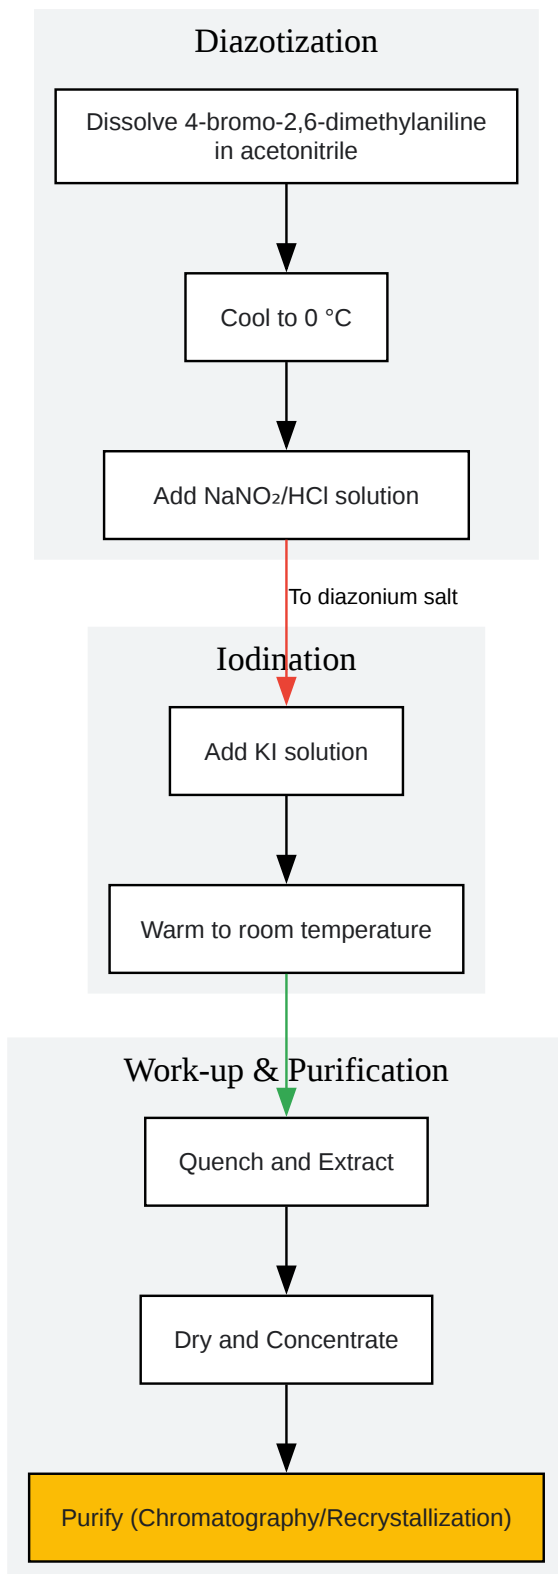 Diazotization
Dissolve 4-bromo-2,6-dimethylaniline
in acetonitrile
Cool to 0 °C
Add NaNO₂/HCl solution
To diazonium salt
Iodination
Add KI solution
Warm to room temperature
Work-up & Purification
Quench and Extract
Dry and Concentrate
Purify (Chromatography/Recrystallization)